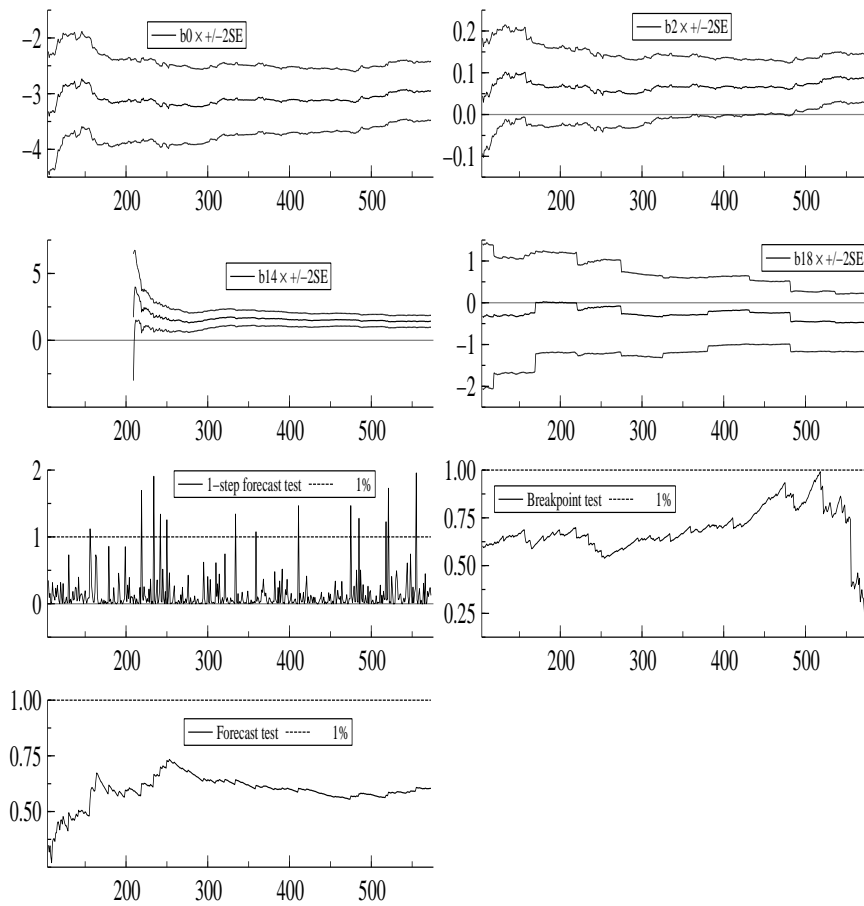 b0 × +/−2SE
−2
−3
−4
200 300 400 500
b2 × +/−2SE
0.2
0.1
0.0
−0.1
200 300 400 500
b14 × +/−2SE
5
0
200 300 400 500
b18 × +/−2SE
1
0
−1
−2
200 300 400 500
1−step forecast test 1%
2
1
0
200 300 400 500
Breakpoint test 1%
1.00
0.75
0.50
0.25
200 300 400 500
Forecast test 1%
1.00
0.75
0.50
200 300 400 500